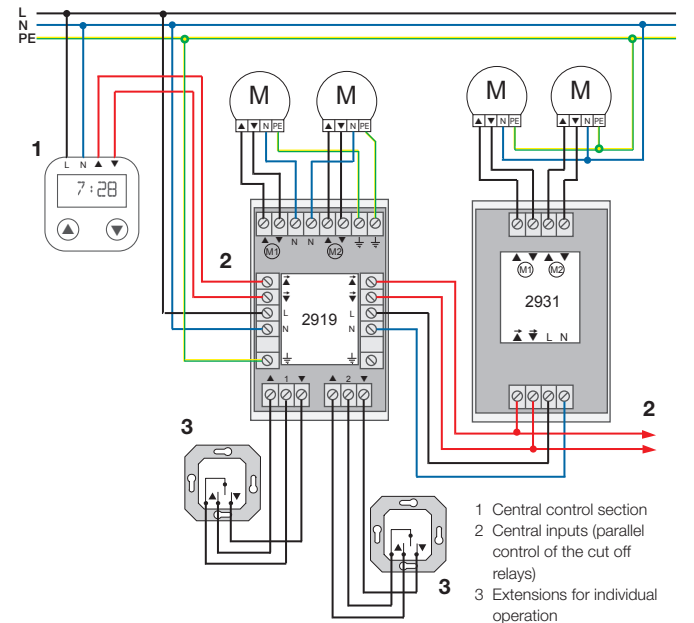 L
N
PE
M
M
M
M
▲ ▼ N PE
▲ ▼ N PE
▲ ▼ N PE
▲ ▼ N PE
1
L N ▲ ▼
7:28
▲ ▼
2
▲ ▼ N N ▲ ▼ ⏚ ⏚
M1 M2
▲ ▼ ▲ ▼
M1 M2
2919
L L
N N
⏚ ⏚
▲ 1 ▼ ▲ 2 ▼
2931
▲ ▼ L N
2
3
▲ ▼
▲ ▼
3
1 Central control section
2 Central inputs (parallel
control of the cut off
relays)
3 Extensions for individual
operation